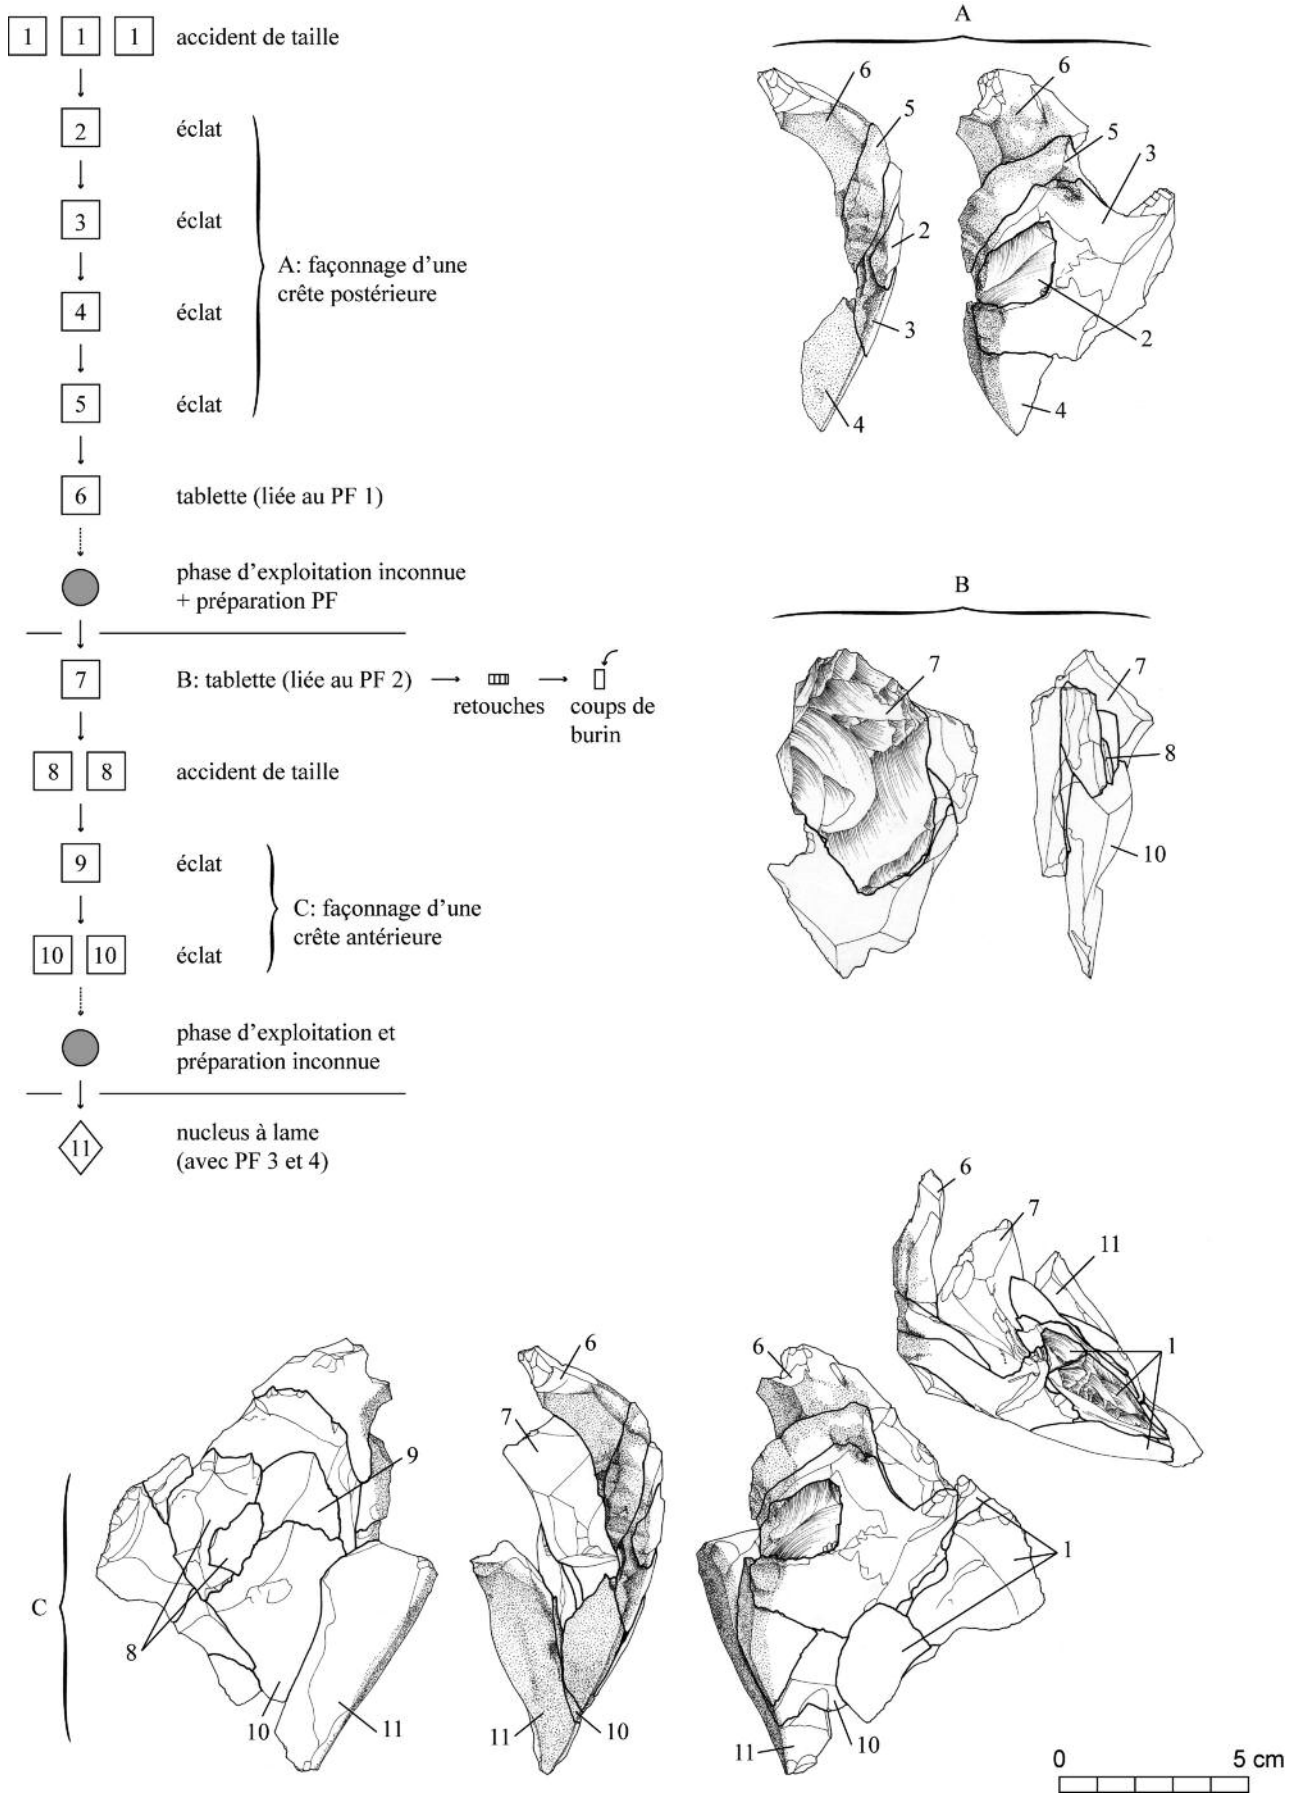 1 1 1 accident de taille
2 éclat
3 éclat
A: façonnage d’une
crête postérieure
4 éclat
5 éclat
6 tablette (liée au PF 1)
phase d’exploitation inconnue
+ préparation PF
7 B: tablette (liée au PF 2)
retouches
coups de
burin
8 8 accident de taille
9 éclat
C: façonnage d’une
crête antérieure
10 10 éclat
phase d’exploitation et
préparation inconnue
11 nucleus à lame
(avec PF 3 et 4)
A
6
5
2
3
4
6
5
3
2
4
B
7
7
8
10
6
7
11
1
C
9
8
10
11
6
7
11
10
6
1
11
10
0 5 cm